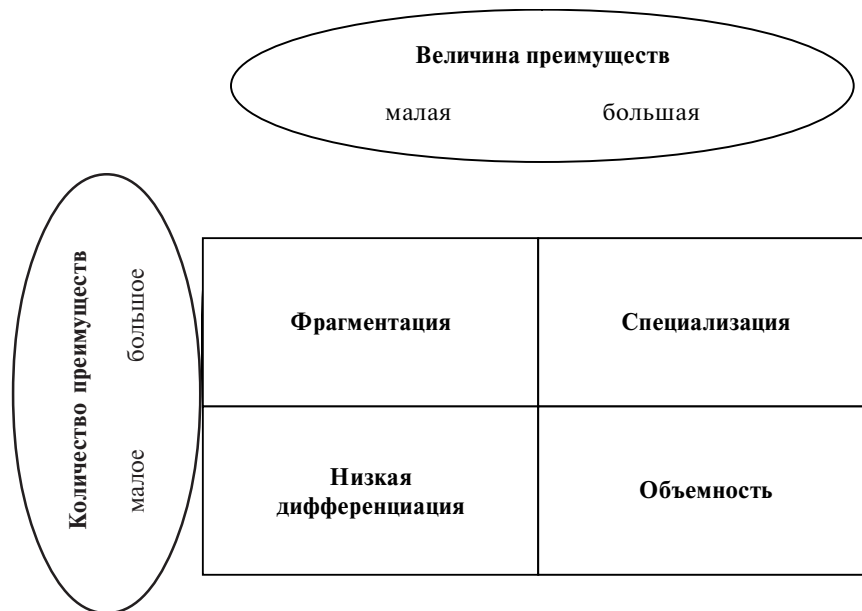 Величина преимуществ
малая большая
Количество преимуществ
большое
малое
Фрагментация
Специализация
Низкая
дифференциация
Объемность